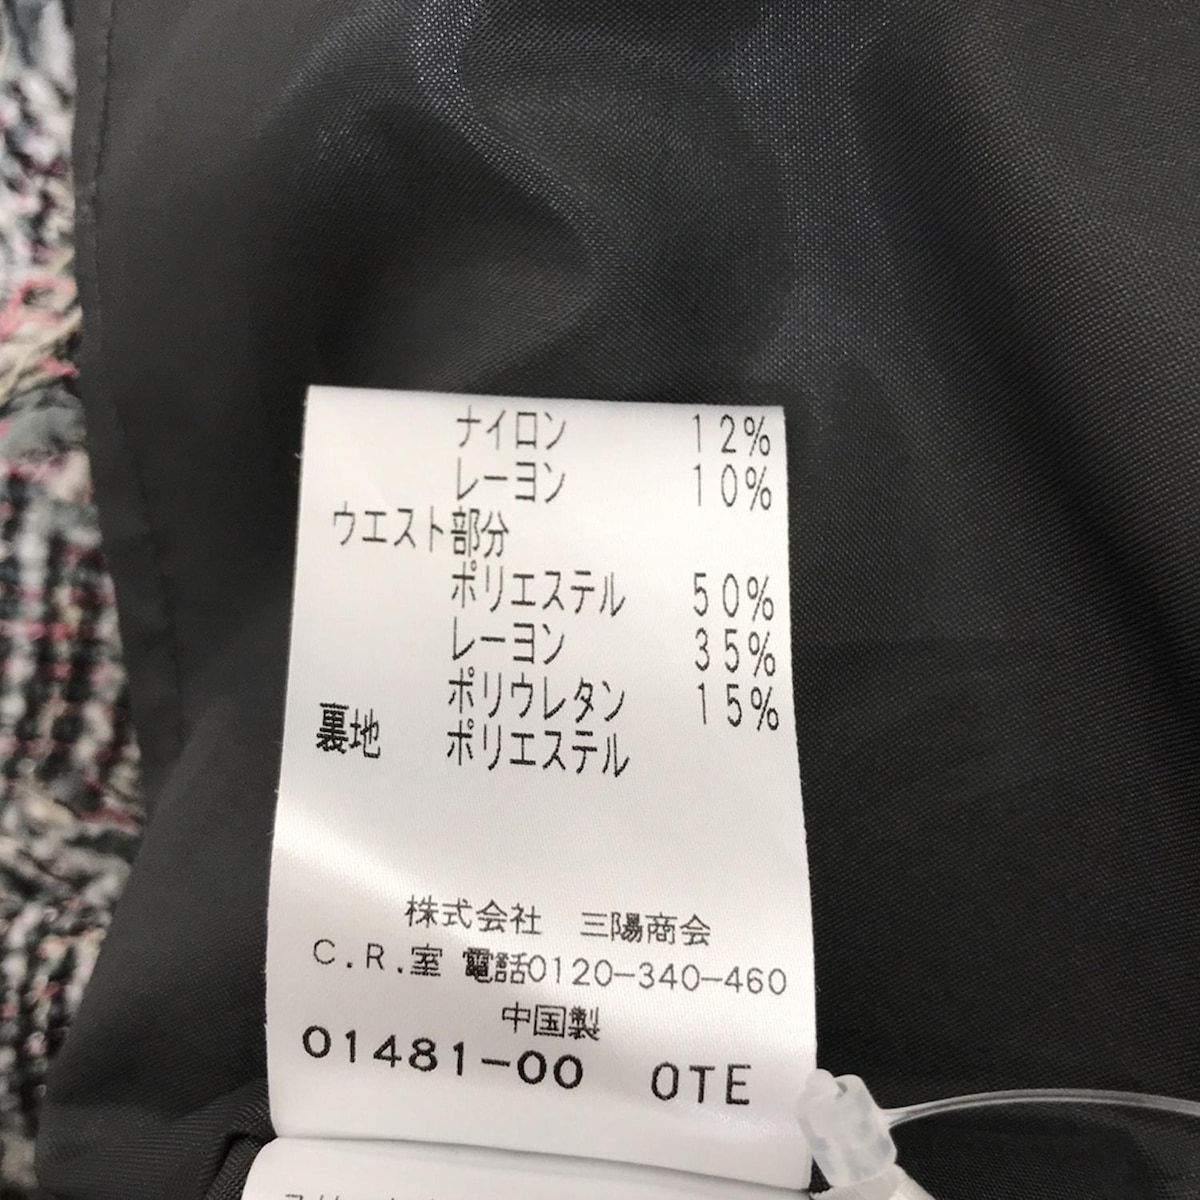 ナイロン 12%
レーヨン 10%
ウエスト部分
ポリエステル 50%
レーヨン 35%
ポリウレタン 15%
裏地 ポリエステル
株式会社 三陽商会
C.R.室 電話0120-340-460
中国製
01481-00 0TE